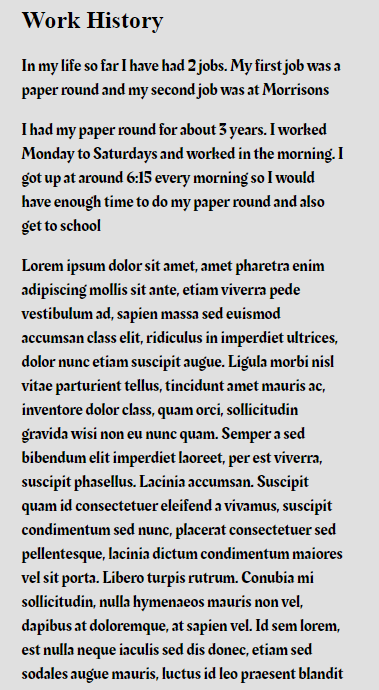 Work History
In my life so far I have had 2 jobs. My first job was a
paper round and my second job was at Morrisons
I had my paper round for about 3 years. I worked
Monday to Saturdays and worked in the morning. I
got up at around 6:15 every morning so I would
have enough time to do my paper round and also
get to school
Lorem ipsum dolor sit amet, amet pharetra enim
adipiscing mollis sit ante, etiam viverra pede
vestibulum ad, sapien massa sed euismod
accumsan class elit, ridiculus in imperdiet ultrices,
dolor nunc etiam suscipit augue. Ligula morbi nisl
vitae parturient tellus, tincidunt amet mauris ac,
inventore dolor class, quam orci, sollicitudin
gravida wisi non eu nunc quam. Semper a sed
bibendum elit imperdiet laoreet, per est viverra,
suscipit phasellus. Lacinia accumsan. Suscipit
quam id consectetuer eleifend a vivamus, suscipit
condimentum sed nunc, placerat consectetuer sed
pellentesque, lacinia dictum condimentum maiores
vel sit porta. Libero turpis rutrum. Conubia mi
sollicitudin, nulla hymenaeos mauris non vel,
dapibus at doloremque, at sapien vel. Id sem lorem,
est nulla neque iaculis sed dis donec, etiam sed
sodales augue mauris, luctus id leo praesent blandit